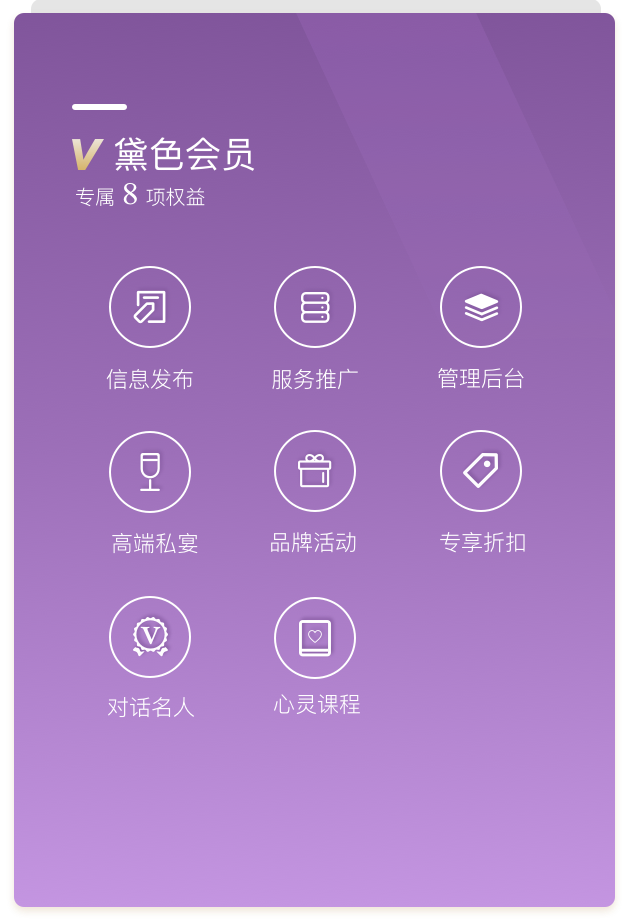 V 黛色会员
专属 8 项权益
信息发布 服务推广 管理后台
高端私宴 品牌活动 专享折扣
V
对话名人 心灵课程